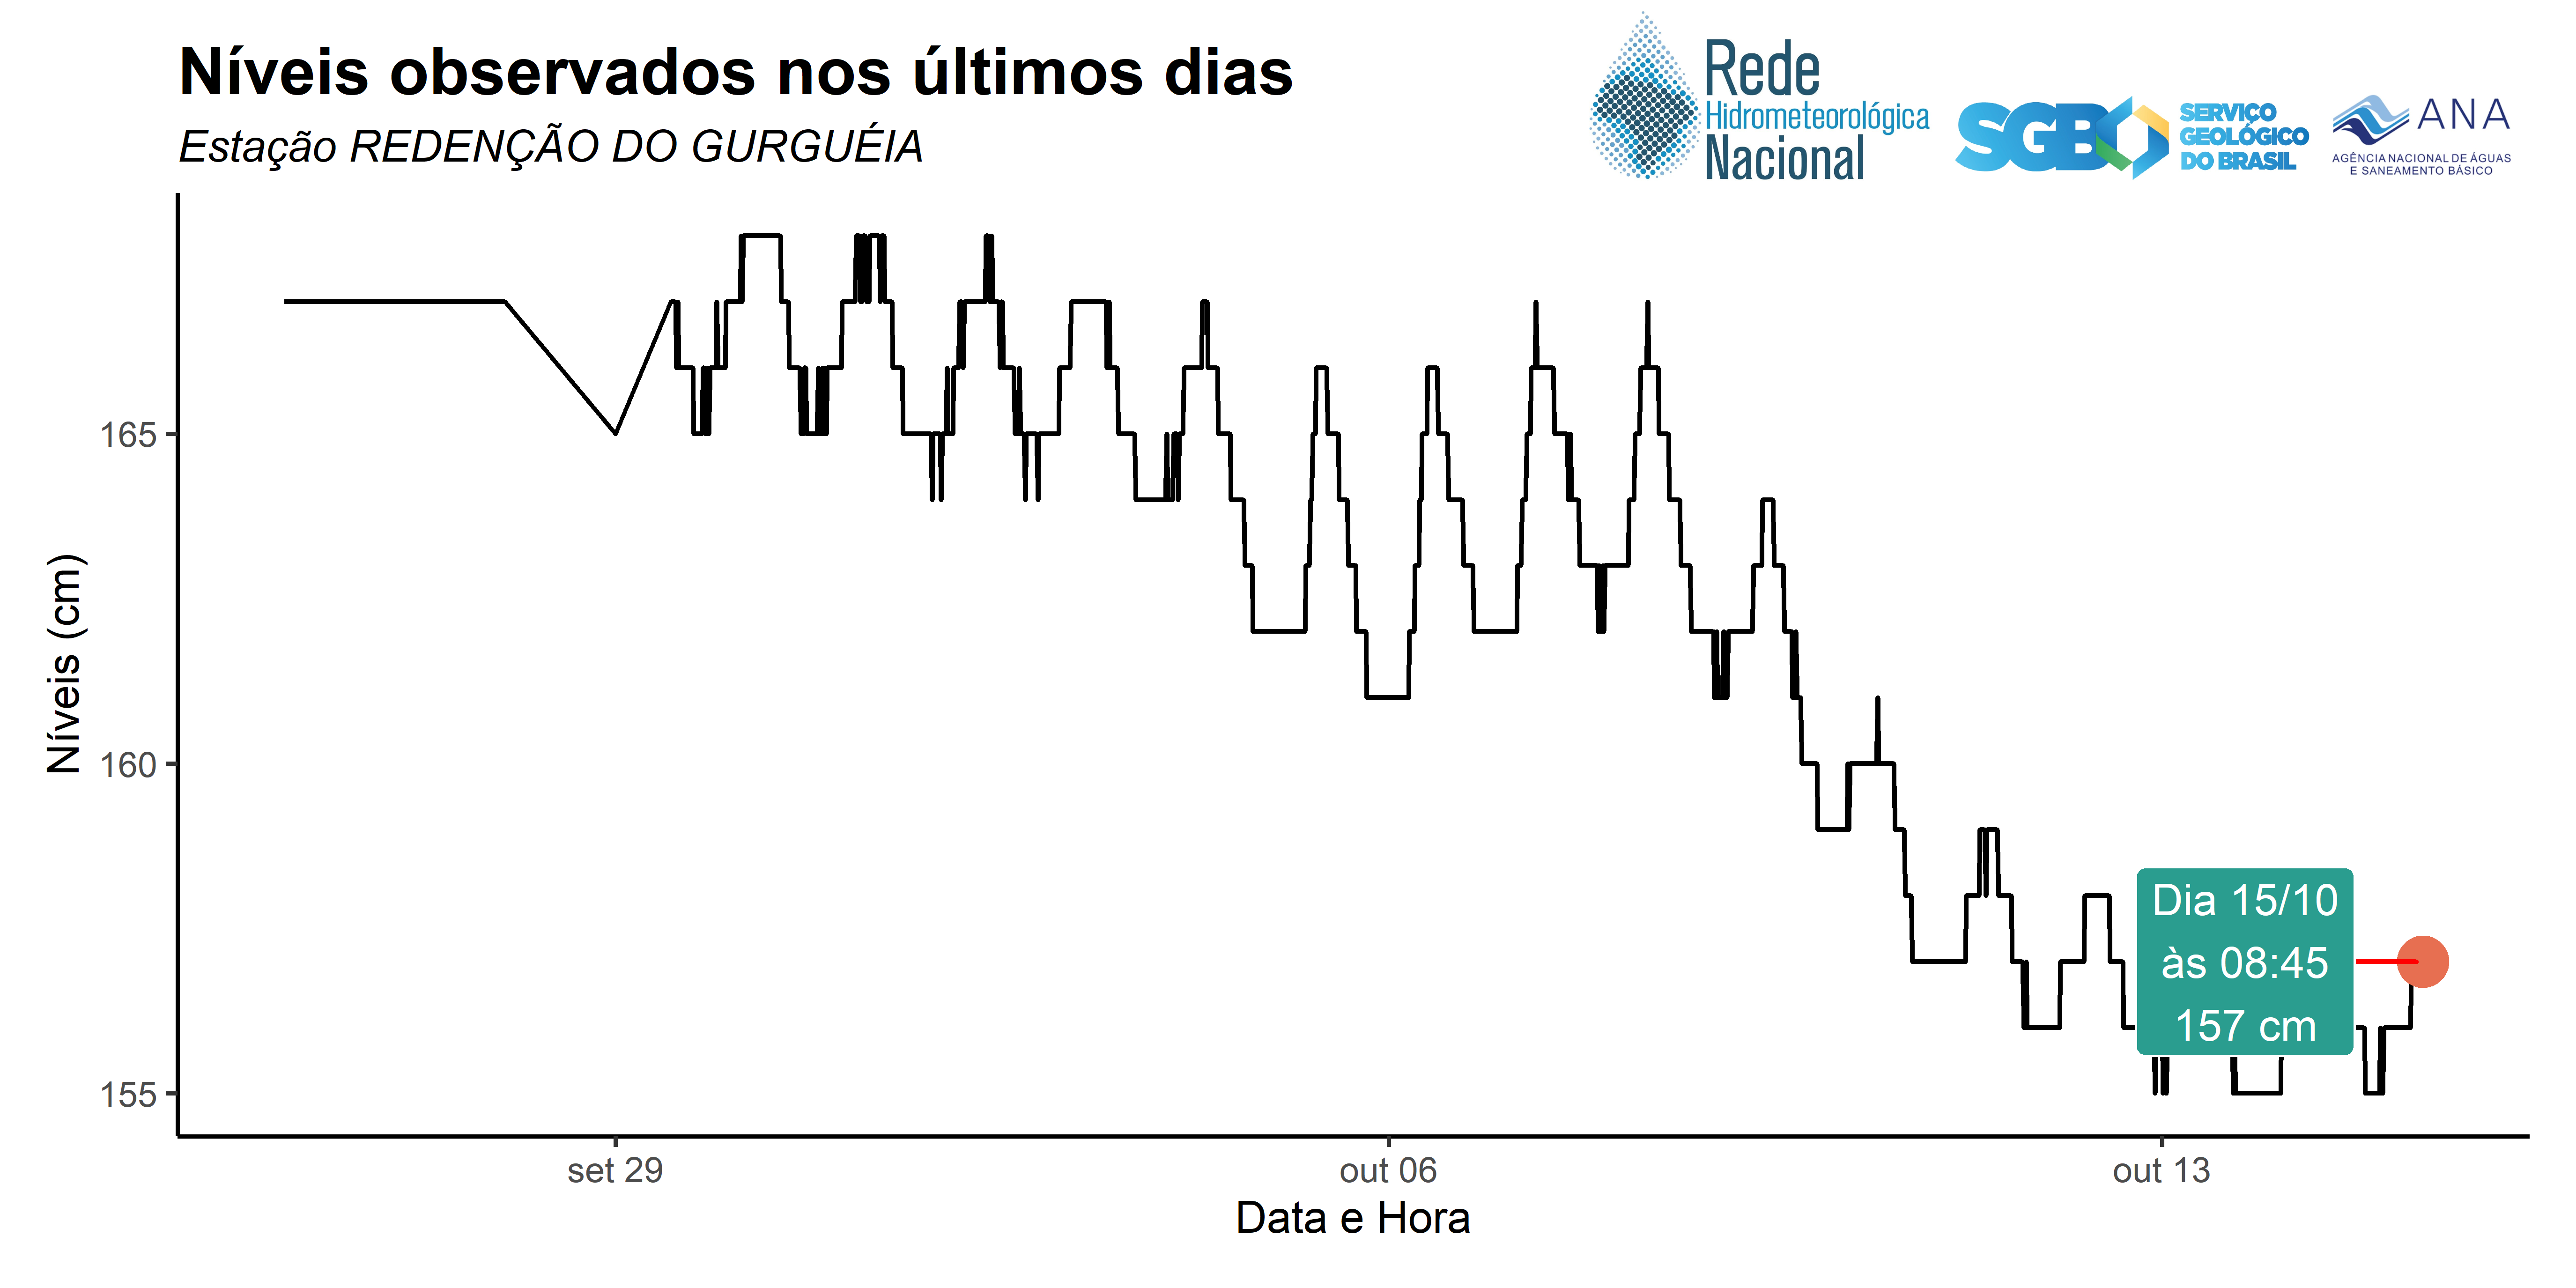 Níveis observados nos últimos dias
Estação REDENÇÃO DO GURGUÉIA
Rede
Hidrometeorológica
Nacional
SGB
SERVIÇO
GEOLÓGICO
DO BRASIL
ANA
AGÊNCIA NACIONAL DE ÁGUAS
E SANEAMENTO BÁSICO
Níveis (cm)
165
160
155
Dia 15/10
às 08:45
157 cm
set 29
out 06
out 13
Data e Hora